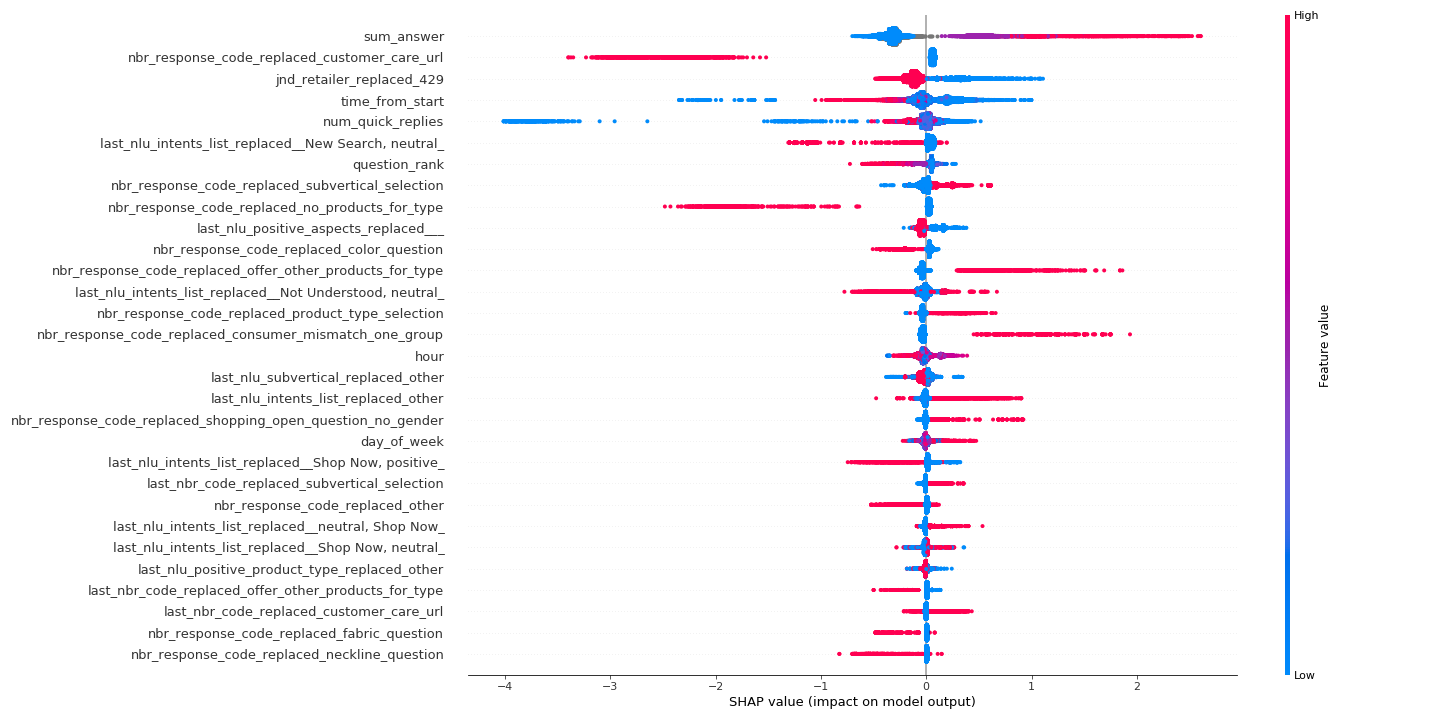 High
sum_answer
nbr_response_code_replaced_customer_care_url
jnd_retailer_replaced_429
time_from_start
num_quick_replies
last_nlu_intents_list_replaced__New Search, neutral_
question_rank
nbr_response_code_replaced_subvertical_selection
nbr_response_code_replaced_no_products_for_type
last_nlu_positive_aspects_replaced___
nbr_response_code_replaced_color_question
nbr_response_code_replaced_offer_other_products_for_type
last_nlu_intents_list_replaced__Not Understood, neutral_
nbr_response_code_replaced_product_type_selection
nbr_response_code_replaced_consumer_mismatch_one_group
hour
last_nlu_subvertical_replaced_other
last_nlu_intents_list_replaced_other
nbr_response_code_replaced_shopping_open_question_no_gender
day_of_week
last_nlu_intents_list_replaced__Shop Now, positive_
last_nbr_code_replaced_subvertical_selection
nbr_response_code_replaced_other
last_nlu_intents_list_replaced__neutral, Shop Now_
last_nlu_intents_list_replaced__Shop Now, neutral_
last_nlu_positive_product_type_replaced_other
last_nbr_code_replaced_offer_other_products_for_type
last_nbr_code_replaced_customer_care_url
nbr_response_code_replaced_fabric_question
nbr_response_code_replaced_neckline_question
Feature value
Low
−4 −3 −2 −1 0 1 2
SHAP value (impact on model output)